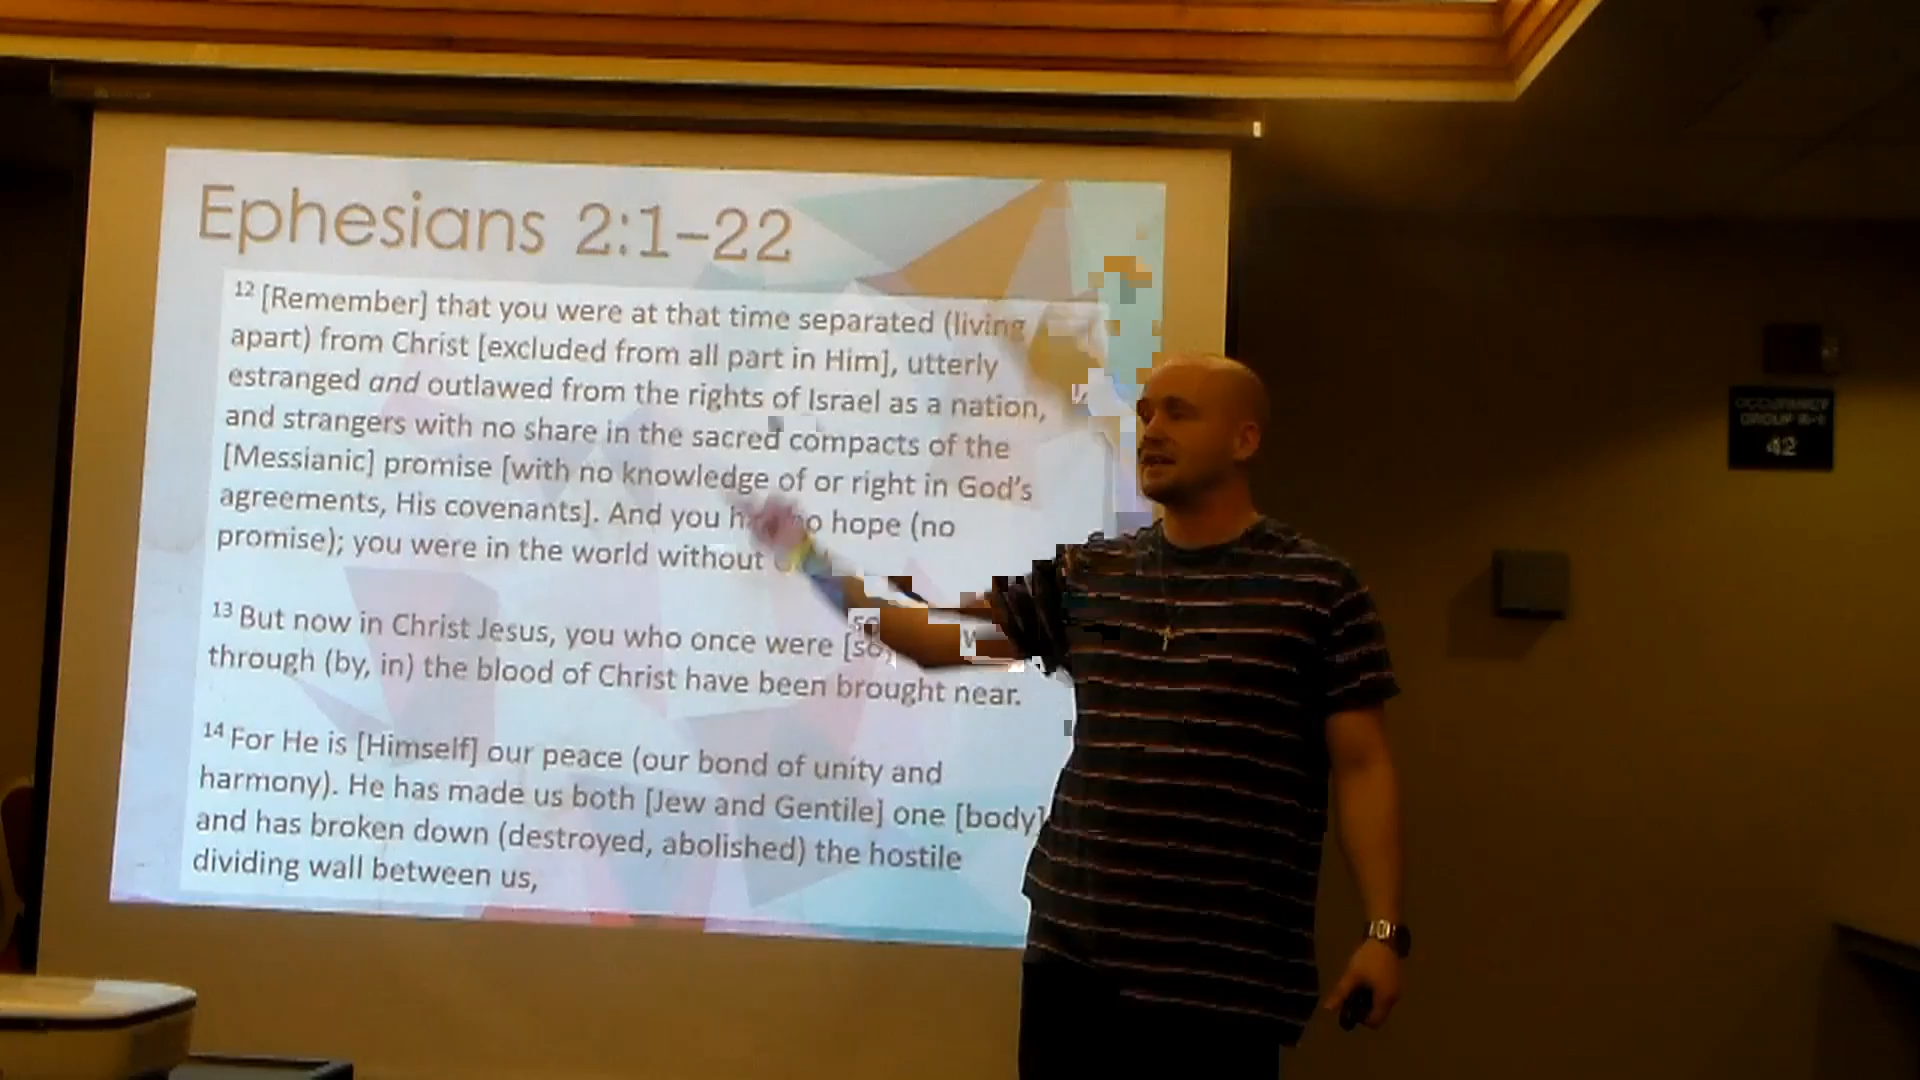 Ephesians 2:1–22
12 [Remember] that you were at that time separated (living
apart) from Christ [excluded from all part in Him], utterly
estranged and outlawed from the rights of Israel as a nation,
and strangers with no share in the sacred compacts of the
[Messianic] promise [with no knowledge of or right in God's
agreements, His covenants]. And you no hope (no
promise); you were in the world without
13 But now in Christ Jesus, you who once were [so
through (by, in) the blood of Christ have been brought near.
14 For He is [Himself] our peace (our bond of unity and
harmony). He has made us both [Jew and Gentile] one [body]
and has broken down (destroyed, abolished) the hostile
dividing wall between us,
OCCUPANCY
GROUP
42